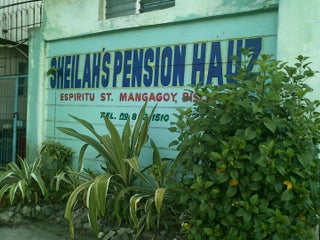 SHEILAH'S PENSION HAUZ
ESPIRITU ST. MANGAGOY,
TEL. No